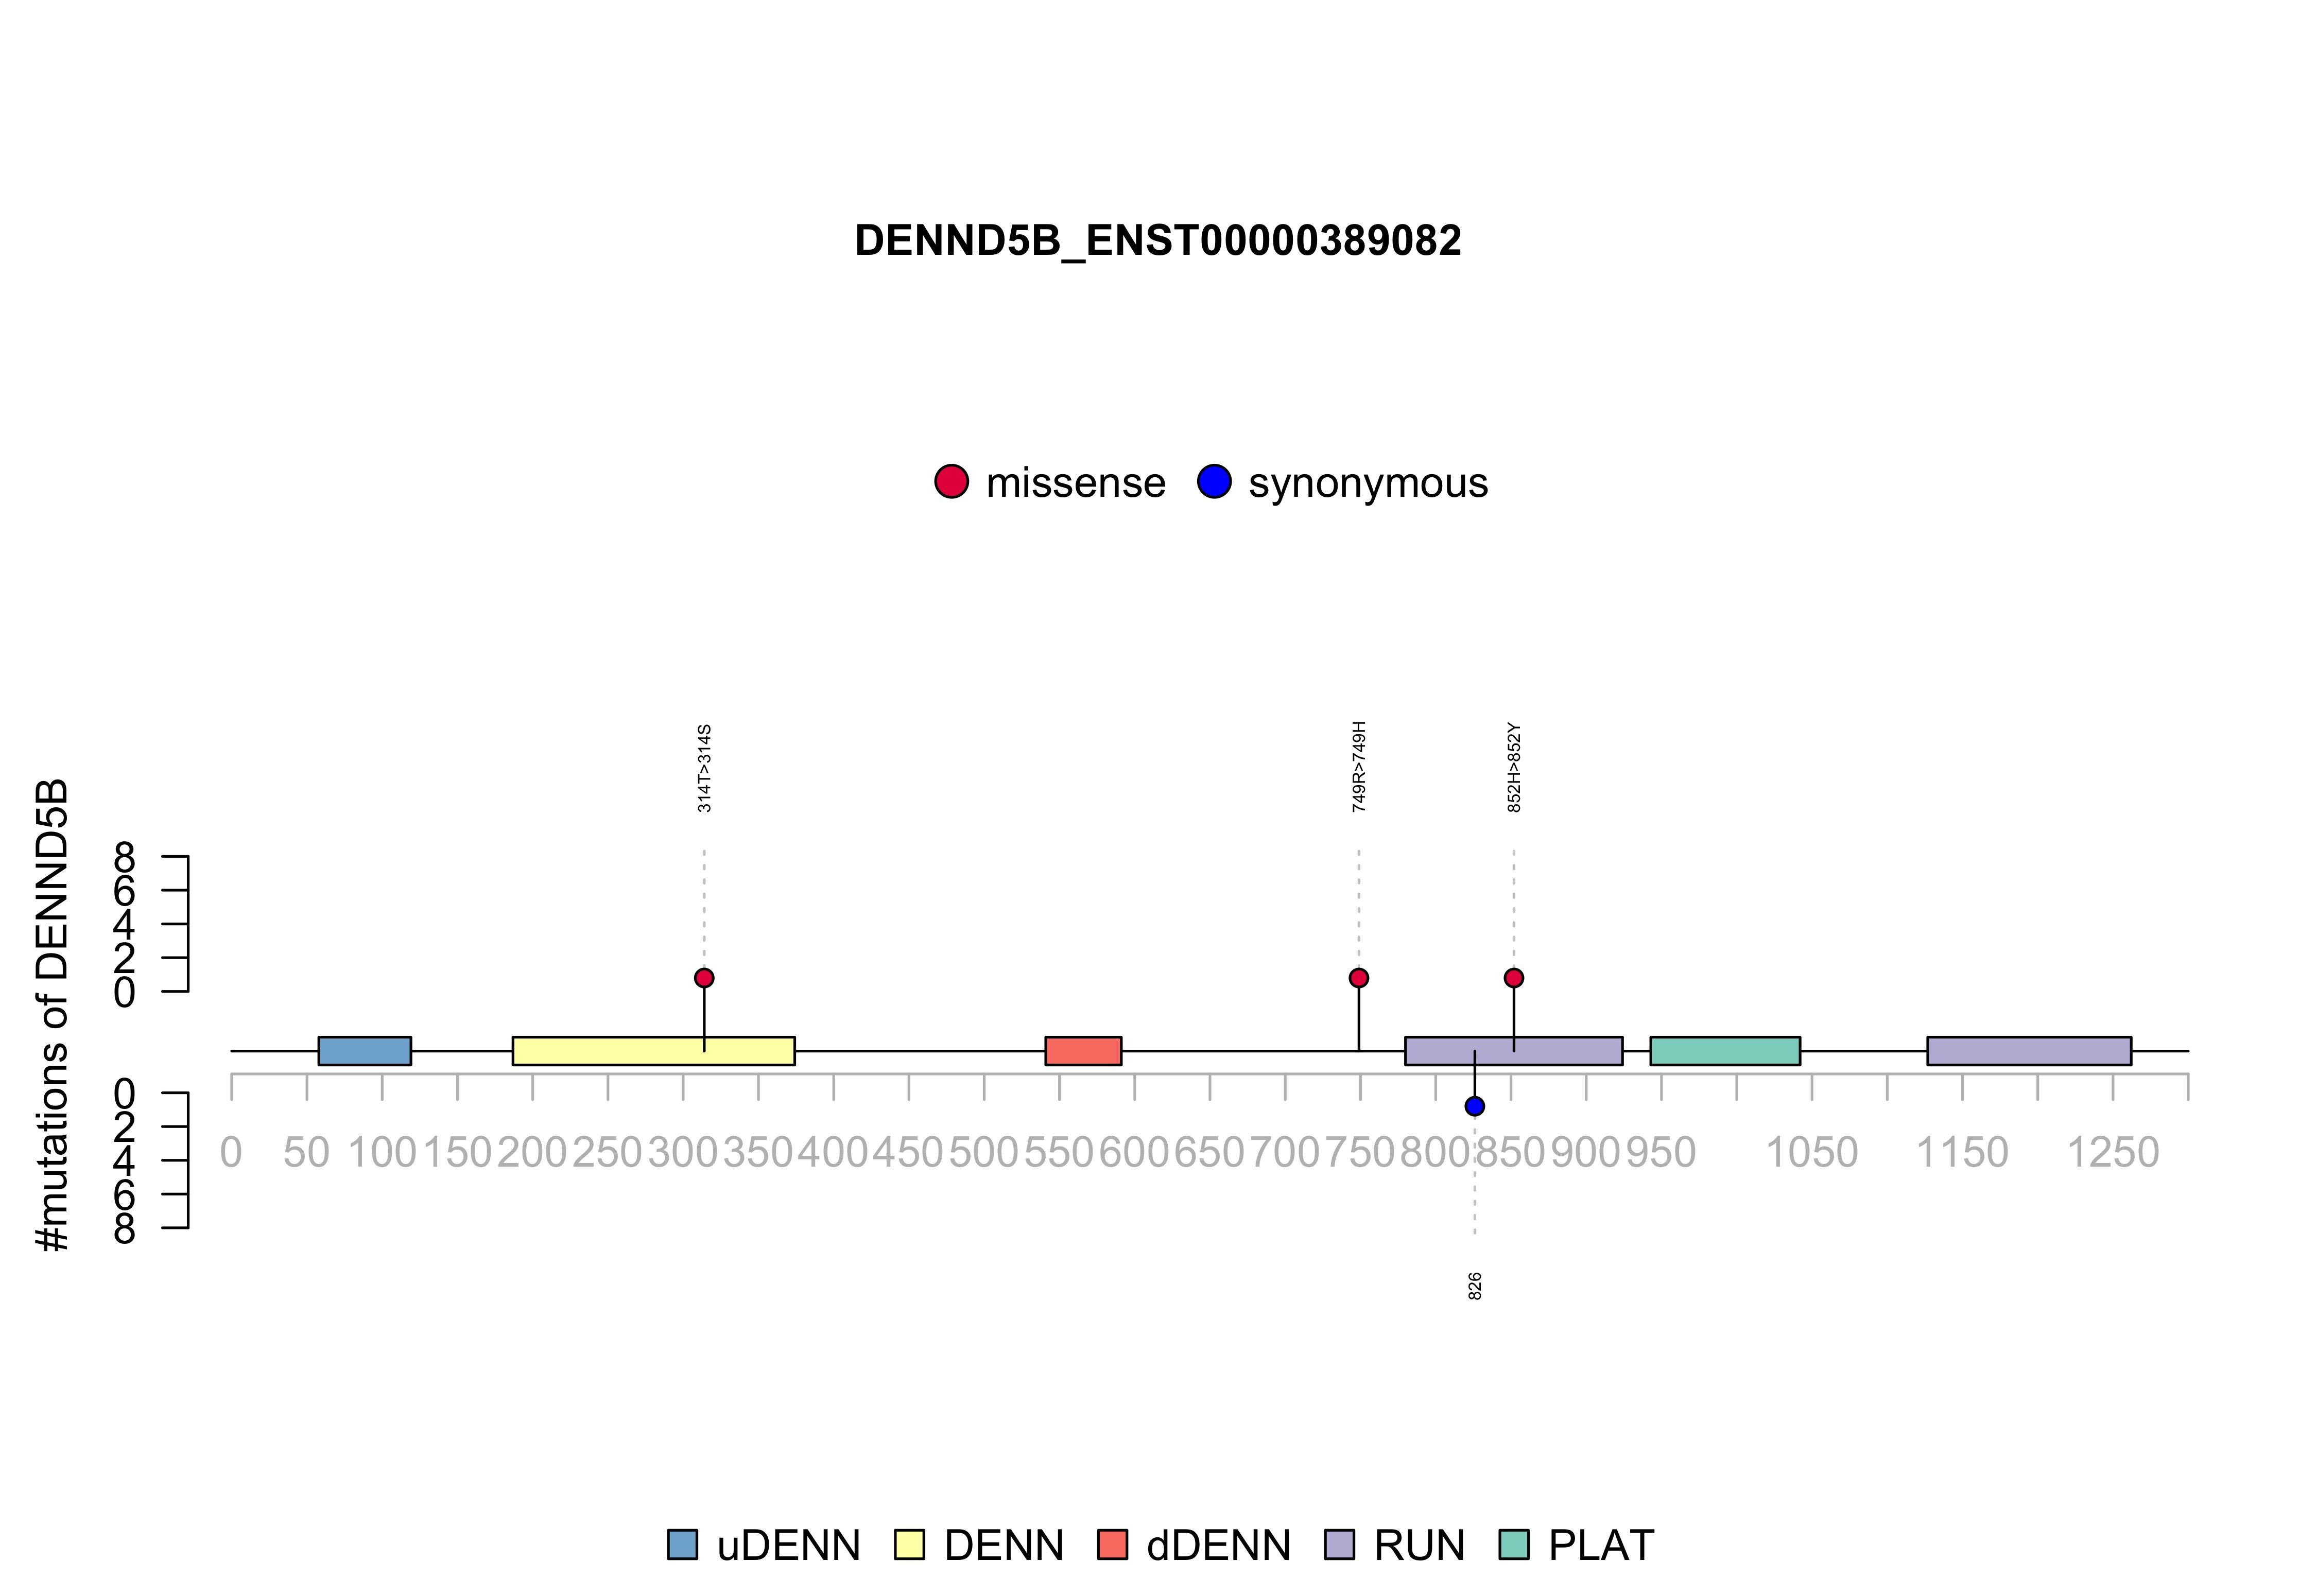 DENND5B_ENST00000389082
missense synonymous
314T>314S 749R>749H 852H>852Y
#mutations of DENND5B
8
6
4
2
0
0
2
4
6
8
0 50 100 150 200 250 300 350 400 450 500 550 600 650 700 750 800 850 900 950 1050 1150 1250
826
uDENN DENN dDENN RUN PLAT